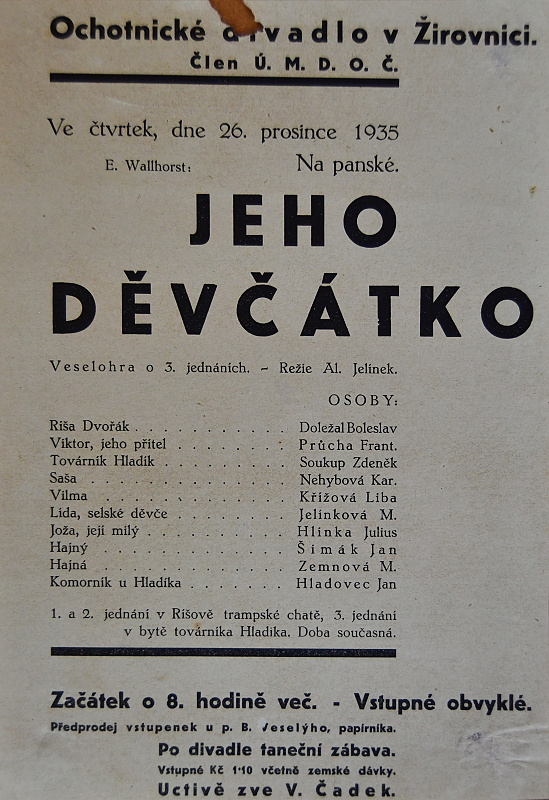 Ochotnické divadlo v Žirovnici.
Člen Ú. M. D. O. Č.
Ve čtvrtek, dne 26. prosince 1935
E. Wallhorst: Na panské.
JEHO
DĚVČÁTKO
Veselohra o 3. jednáních. - Režie Al. Jelínek.
OSOBY:
Ríša Dvořák . . . . . . . . . . . Doležal Boleslav
Viktor, jeho přítel . . . . . . . . Průcha Frant.
Továrník Hladík . . . . . . . . . Soukup Zdeněk
Saša . . . . . . . . . . . . . . Nehybová Kar.
Vilma . . . . . . . . . . . . . Křížová Liba
Lida, selské děvče . . . . . . . . Jelinková M.
Joža, její milý . . . . . . . . . Hlinka Julius
Hajný . . . . . . . . . . . . . Šimák Jan
Hajná . . . . . . . . . . . . . Zemnová M.
Komorník u Hladíka . . . . . . . Hladovec Jan
1. a 2. jednání v Ríšově trampské chatě, 3. jednání
v bytě továrníka Hladíka. Doba současná.
Začátek o 8. hodině več. - Vstupné obvyklé.
Předprodej vstupenek u p. B. Jeselýho, papírníka.
Po divadle taneční zábava.
Vstupné Kč 1·10 včetně zemské dávky.
Uctivě zve V. Čadek.